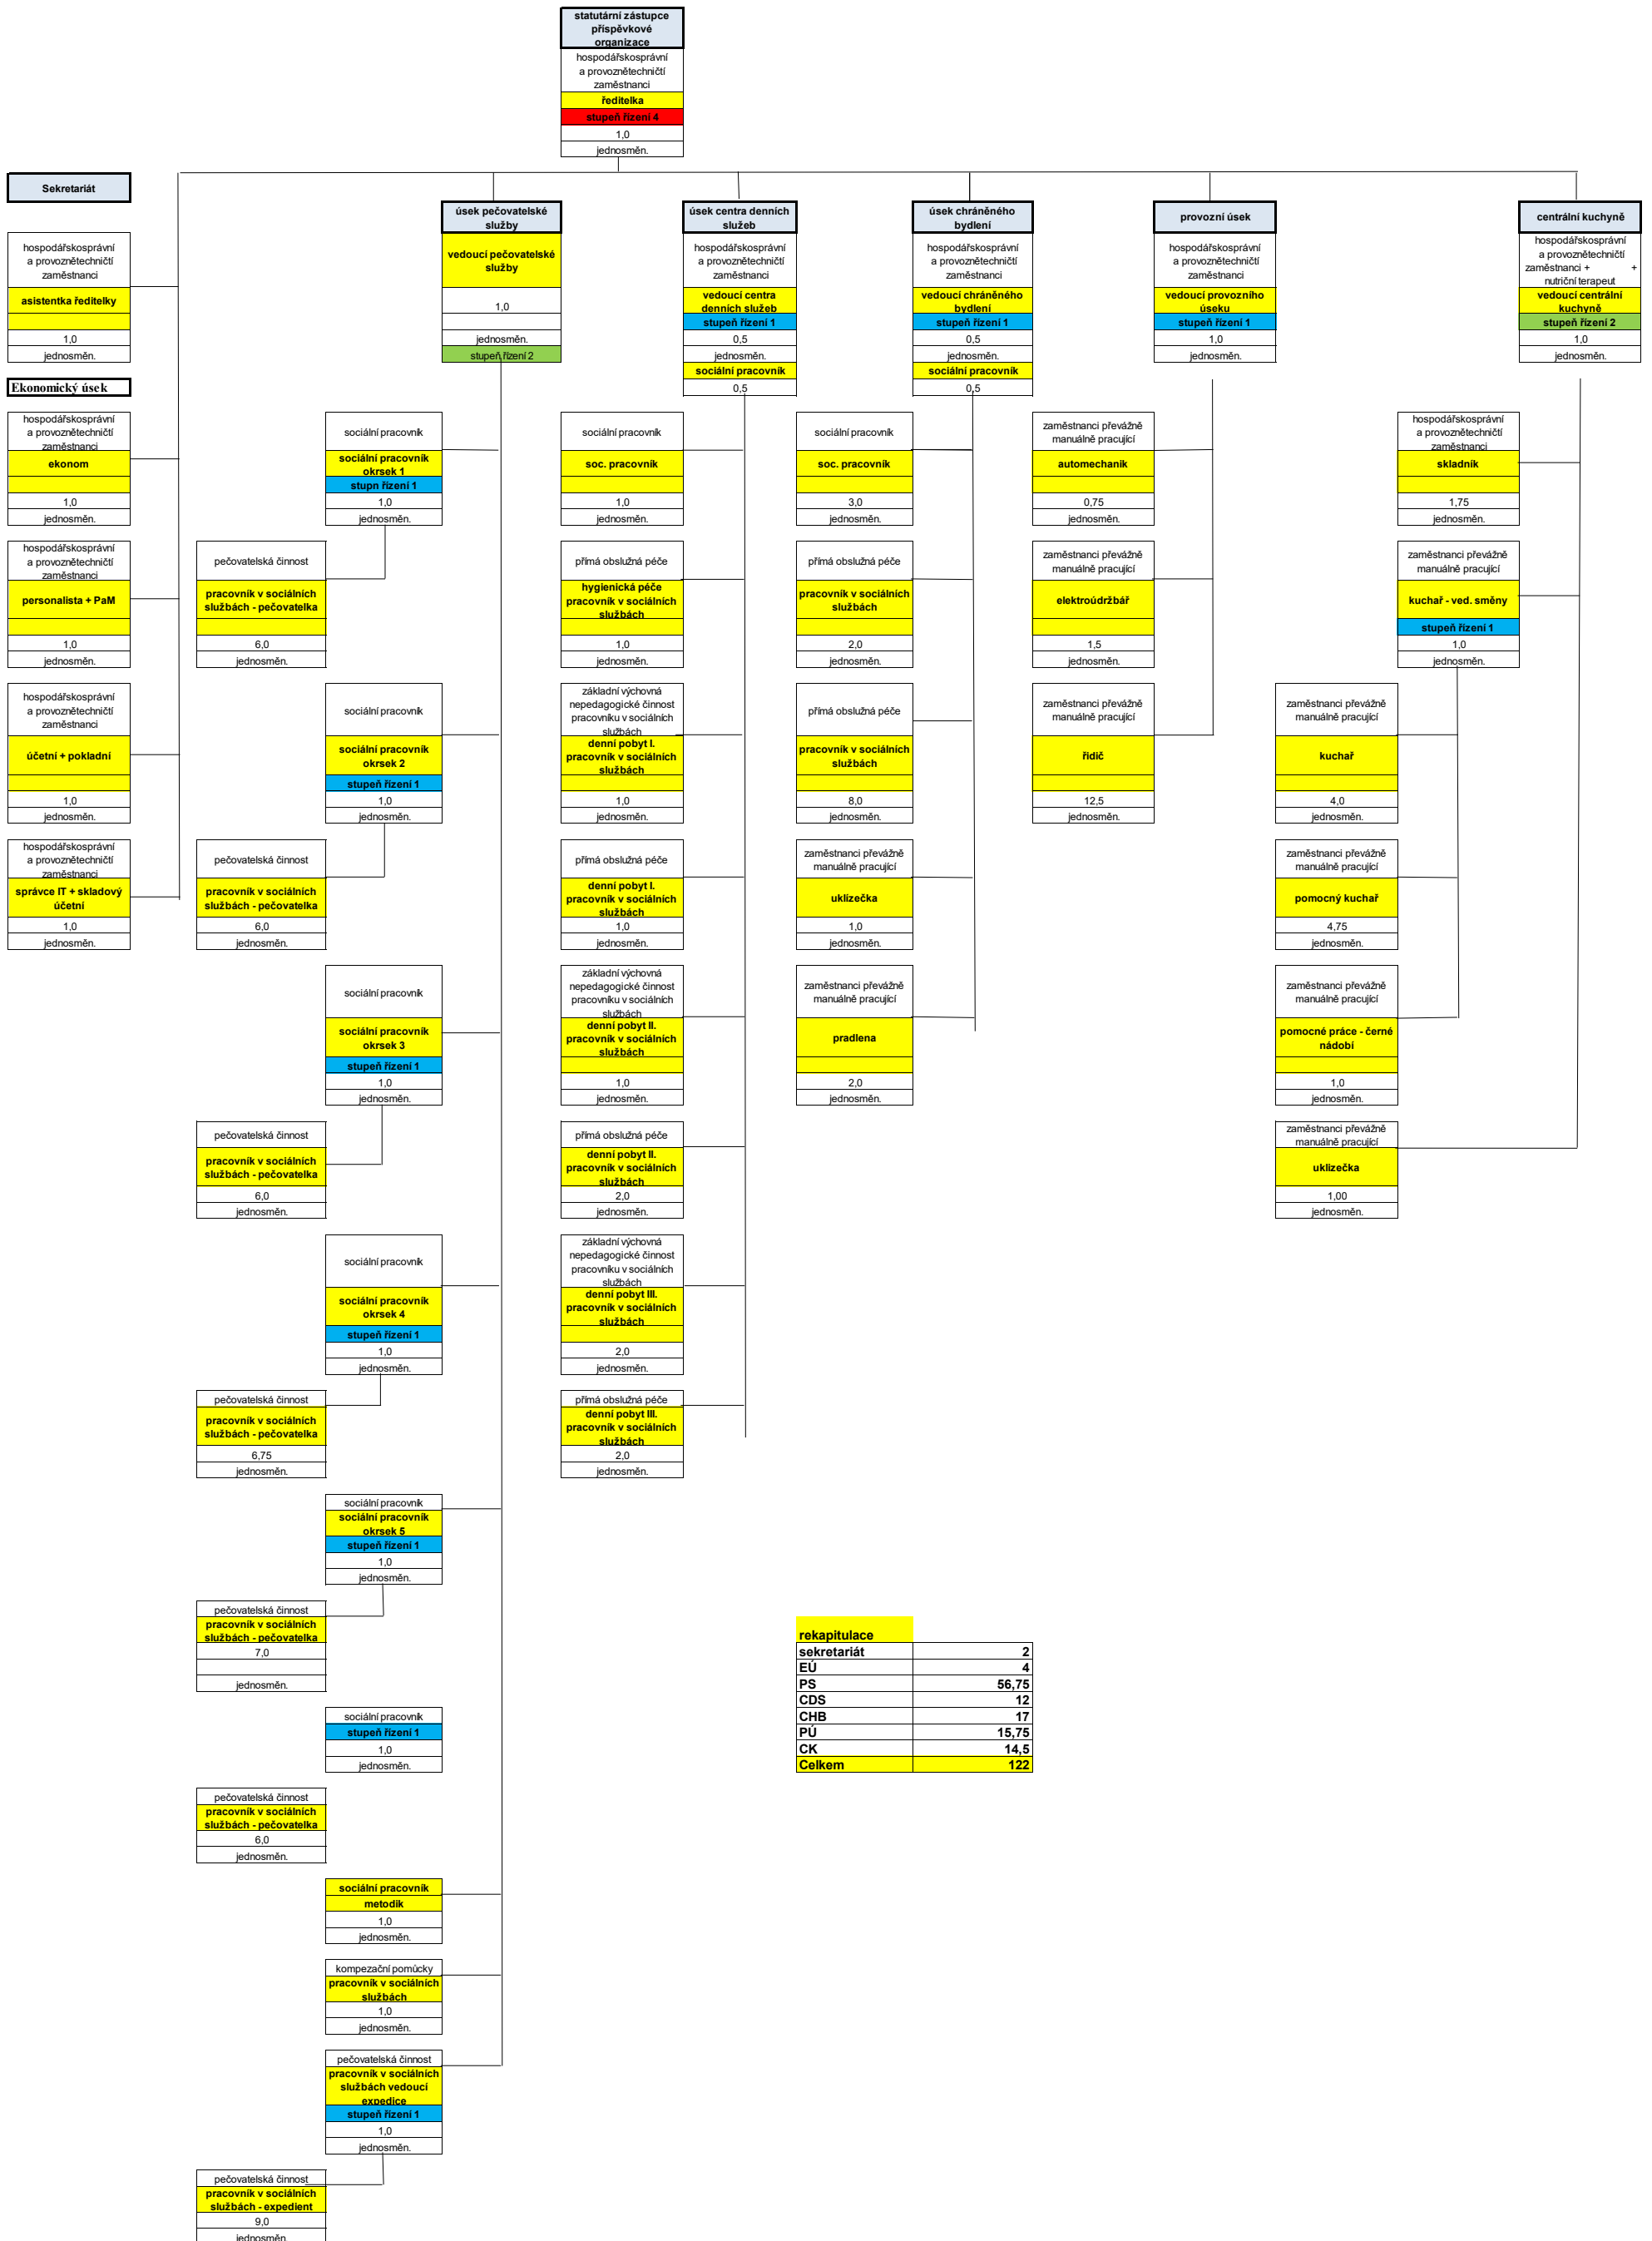 statutární zástupce
příspěvkové
organizace
hospodářskosprávní
a provoznětechničtí
zaměstnanci
ředitelka
stupeň řízení 4
1,0
jednosměn.
Sekretariát
hospodářskosprávní
a provoznětechničtí
zaměstnanci
asistentka ředitelky
1,0
jednosměn.
Ekonomický úsek
hospodářskosprávní
a provoznětechničtí
zaměstnanci
ekonom
1,0
jednosměn.
hospodářskosprávní
a provoznětechničtí
zaměstnanci
personalista + PaM
1,0
jednosměn.
hospodářskosprávní
a provoznětechničtí
zaměstnanci
účetní + pokladní
1,0
jednosměn.
hospodářskosprávní
a provoznětechničtí
zaměstnanci
správce IT + skladový
účetní
1,0
jednosměn.
úsek pečovatelské
služby
vedoucí pečovatelské
služby
1,0
jednosměn.
stupeň řízení 2
sociální pracovník
sociální pracovník
okrsek 1
stupn řízení 1
1,0
jednosměn.
pečovatelská činnost
pracovník v sociálních
službách - pečovatelka
6,0
jednosměn.
sociální pracovník
sociální pracovník
okrsek 2
stupeň řízení 1
1,0
jednosměn.
pečovatelská činnost
pracovník v sociálních
službách - pečovatelka
6,0
jednosměn.
sociální pracovník
sociální pracovník
okrsek 3
stupeň řízení 1
1,0
jednosměn.
pečovatelská činnost
pracovník v sociálních
službách - pečovatelka
6,0
jednosměn.
sociální pracovník
sociální pracovník
okrsek 4
stupeň řízení 1
1,0
jednosměn.
pečovatelská činnost
pracovník v sociálních
službách - pečovatelka
6,75
jednosměn.
sociální pracovník
sociální pracovník
okrsek 5
stupeň řízení 1
1,0
jednosměn.
pečovatelská činnost
pracovník v sociálních
službách - pečovatelka
7,0
jednosměn.
sociální pracovník
stupeň řízení 1
1,0
jednosměn.
pečovatelská činnost
pracovník v sociálních
službách - pečovatelka
6,0
jednosměn.
sociální pracovník
metodik
1,0
jednosměn.
kompezační pomůcky
pracovník v sociálních
službách
1,0
jednosměn.
pečovatelská činnost
pracovník v sociálních
službách vedoucí
expedice
stupeň řízení 1
1,0
jednosměn.
pečovatelská činnost
pracovník v sociálních
službách - expedient
9,0
jednosměn.
úsek centra denních
služeb
hospodářskosprávní
a provoznětechničtí
zaměstnanci
vedoucí centra
denních služeb
stupeň řízení 1
0,5
jednosměn.
sociální pracovník
0,5
sociální pracovník
soc. pracovník
1,0
jednosměn.
přímá obslužná péče
hygienická péče
pracovník v sociálních
službách
1,0
jednosměn.
základní výchovná
nepedagogická činnost
pracovníku v sociálních
službách
denní pobyt I.
pracovník v sociálních
službách
1,0
jednosměn.
přímá obslužná péče
denní pobyt I.
pracovník v sociálních
službách
1,0
jednosměn.
základní výchovná
nepedagogické činnost
pracovníku v sociálních
službách
denní pobyt II.
pracovník v sociálních
službách
1,0
jednosměn.
přímá obslužná péče
denní pobyt II.
pracovník v sociálních
službách
2,0
jednosměn.
základní výchovná
nepedagogické činnost
pracovníku v sociálních
službách
denní pobyt III.
pracovník v sociálních
službách
2,0
jednosměn.
přímá obslužná péče
denní pobyt III.
pracovník v sociálních
službách
2,0
jednosměn.
úsek chráněného
bydlení
hospodářskosprávní
a provoznětechničtí
zaměstnanci
vedoucí chráněného
bydlení
stupeň řízení 1
0,5
jednosměn.
sociální pracovník
0,5
sociální pracovník
soc. pracovník
3,0
jednosměn.
přímá obslužná péče
pracovník v sociálních
službách
2,0
jednosměn.
přímá obslužná péče
pracovník v sociálních
službách
8,0
jednosměn.
zaměstnanci převážně
manuálně pracující
uklízečka
1,0
jednosměn.
zaměstnanci převážně
manuálně pracující
pradlena
2,0
jednosměn.
provozní úsek
hospodářskosprávní
a provoznětechničtí
zaměstnanci
vedoucí provozního
úseku
stupeň řízení 1
1,0
jednosměn.
zaměstnanci převážně
manuálně pracující
automechanik
0,75
jednosměn.
zaměstnanci převážně
manuálně pracující
elektroúdržbář
1,5
jednosměn.
zaměstnanci převážně
manuálně pracující
řidič
12,5
jednosměn.
centrální kuchyně
hospodářskosprávní
a provoznětechničtí
zaměstnanci + +
nutriční terapeut
vedoucí centrální
kuchyně
stupeň řízení 2
1,0
jednosměn.
hospodářskosprávní
a provoznětechničtí
zaměstnanci
skladník
1,75
jednosměn.
zaměstnanci převážně
manuálně pracující
kuchař - ved. směny
stupeň řízení 1
1,0
jednosměn.
zaměstnanci převážně
manuálně pracující
kuchař
4,0
jednosměn.
zaměstnanci převážně
manuálně pracující
pomocný kuchař
4,75
jednosměn.
zaměstnanci převážně
manuálně pracující
pomocné práce - černé
nádobí
1,0
jednosměn.
zaměstnanci převážně
manuálně pracující
uklízečka
1,00
jednosměn.
rekapitulace
sekretariát 2
EÚ 4
PS 56,75
CDS 12
CHB 17
PÚ 15,75
CK 14,5
Celkem 122